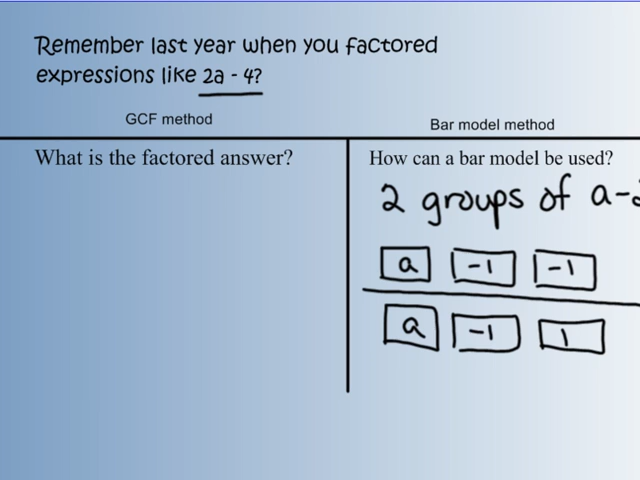 Remember last year when you factored
expressions like 2a - 4?
GCF method
Bar model method
What is the factored answer?
How can a bar model be used?
2 groups of a-2
a -1 -1
a -1 1